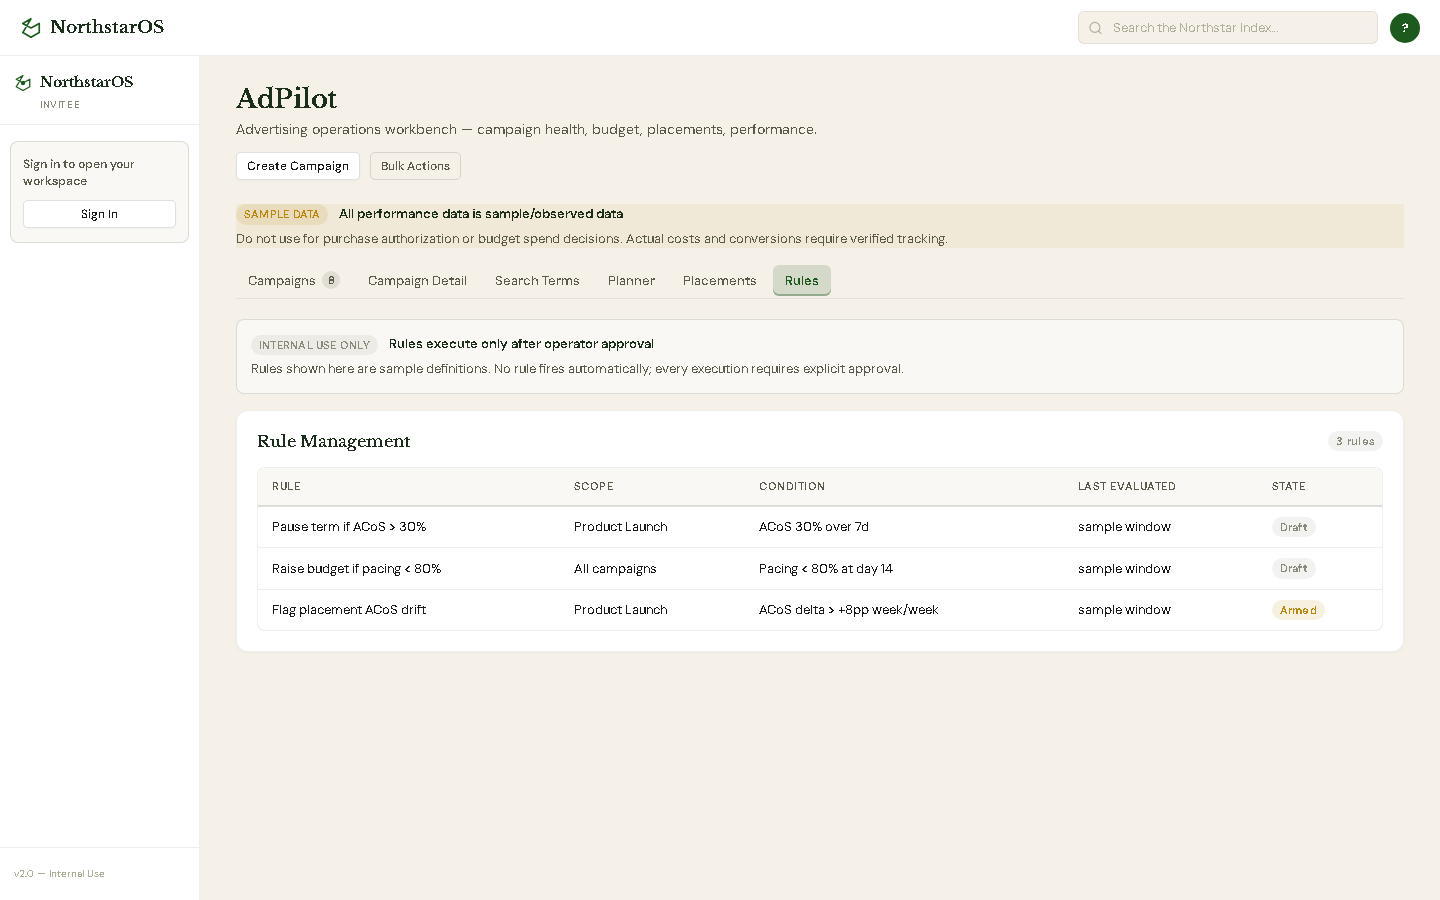 NorthstarOS
Search the Northstar Index...
?
NorthstarOS
INVITEE
Sign in to open your
workspace
Sign In
v2.0 — Internal Use
AdPilot
Advertising operations workbench — campaign health, budget, placements, performance.
Create Campaign
Bulk Actions
SAMPLE DATA All performance data is sample/observed data
Do not use for purchase authorization or budget spend decisions. Actual costs and conversions require verified tracking.
Campaigns 8 Campaign Detail Search Terms Planner Placements Rules
INTERNAL USE ONLY Rules execute only after operator approval
Rules shown here are sample definitions. No rule fires automatically; every execution requires explicit approval.
Rule Management 3 rules
RULE SCOPE CONDITION LAST EVALUATED STATE
Pause term if ACoS > 30% Product Launch ACoS 30% over 7d sample window Draft
Raise budget if pacing < 80% All campaigns Pacing < 80% at day 14 sample window Draft
Flag placement ACoS drift Product Launch ACoS delta > +8pp week/week sample window Armed